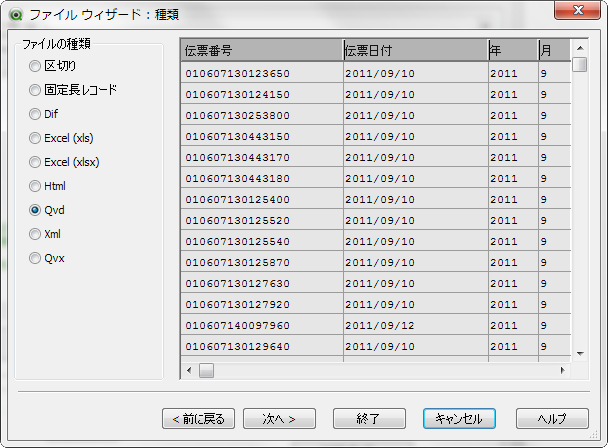 ファイル ウィザード : 種類
ファイルの種類
区切り
固定長レコード
Dif
Excel (xls)
Excel (xlsx)
Html
Qvd
Xml
Qvx
伝票番号 伝票日付 年 月
010607130123650 2011/09/10 2011 9
010607130124150 2011/09/10 2011 9
010607130253800 2011/09/10 2011 9
010607130443150 2011/09/10 2011 9
010607130443170 2011/09/10 2011 9
010607130443180 2011/09/10 2011 9
010607130125400 2011/09/10 2011 9
010607130125520 2011/09/10 2011 9
010607130125540 2011/09/10 2011 9
010607130125870 2011/09/10 2011 9
010607130127630 2011/09/10 2011 9
010607130127920 2011/09/10 2011 9
010607140097960 2011/09/12 2011 9
010607130129640 2011/09/10 2011 9
< 前に戻る 次へ > 終了 キャンセル ヘルプ